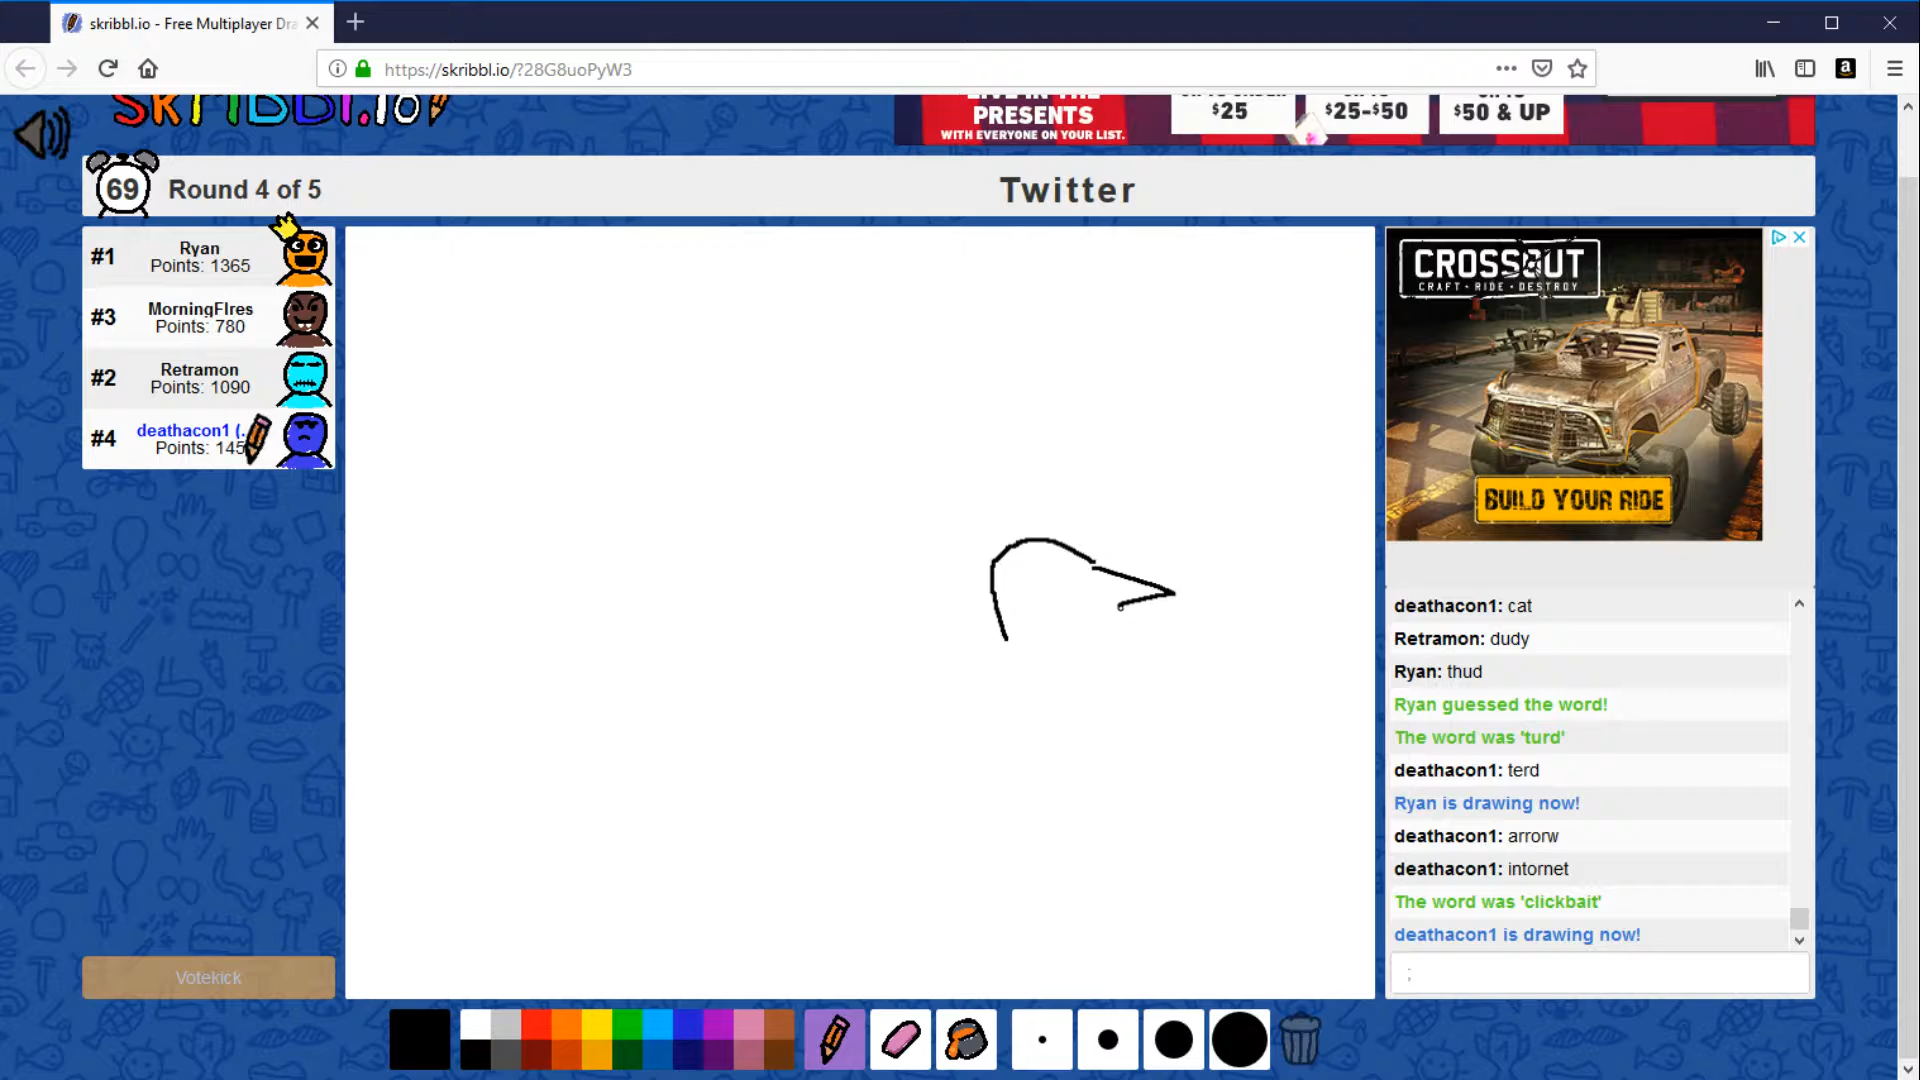 skribbl.io - Free Multiplayer Dra
https://skribbl.io/?28G8uoPyW3
skribbl.io
PRESENTS
WITH EVERYONE ON YOUR LIST.
$25
$25-$50
$50 & UP
69
Round 4 of 5
Twitter
#1
Ryan
Points: 1365
#3
MorningFIres
Points: 780
#2
Retramon
Points: 1090
#4
deathacon1 (.
Points: 145
CROSSOUT
CRAFT • RIDE • DESTROY
BUILD YOUR RIDE
deathacon1: cat
Retramon: dudy
Ryan: thud
Ryan guessed the word!
The word was 'turd'
deathacon1: terd
Ryan is drawing now!
deathacon1: arrorw
deathacon1: intornet
The word was 'clickbait'
deathacon1 is drawing now!
;
Votekick